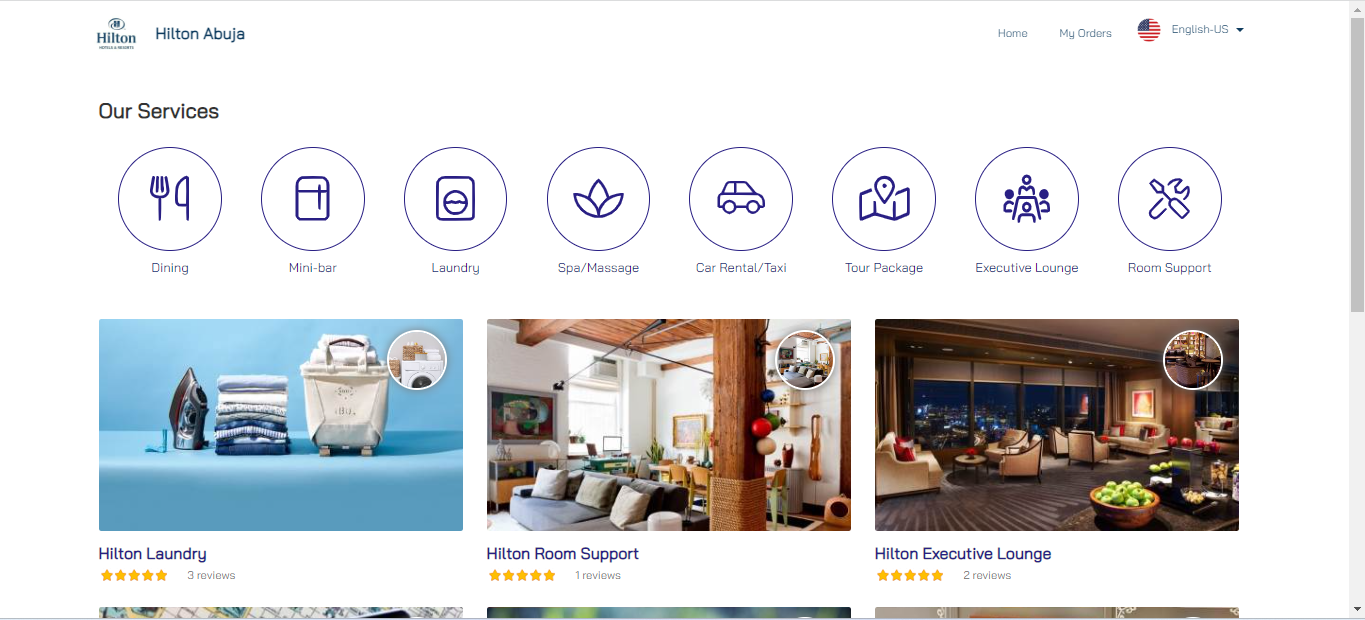 Hilton
HOTELS & RESORTS
Hilton Abuja
Home
My Orders
English-US
Our Services
Dining
Mini-bar
Laundry
Spa/Massage
Car Rental/Taxi
Tour Package
Executive Lounge
Room Support
Hilton Laundry
3 reviews
Hilton Room Support
1 reviews
Hilton Executive Lounge
2 reviews